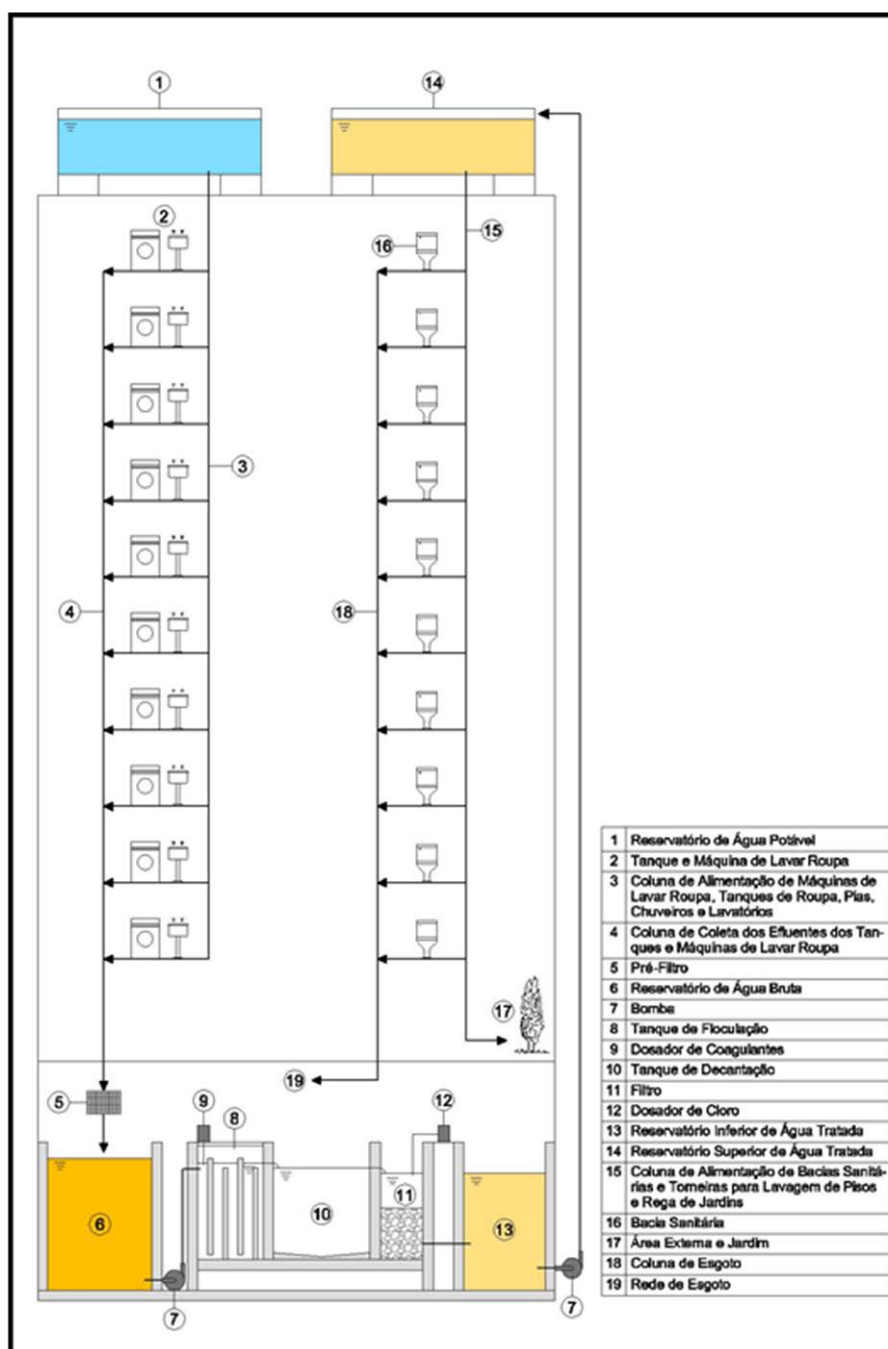 1
14
2
15
16
3
4
18
17
19
5
9
8
12
11
6
10
13
7
7
1 Reservatório de Água Potável
2 Tanque e Máquina de Lavar Roupa
3 Coluna de Alimentação de Máquinas de
Lavar Roupa, Tanques de Roupa, Pias,
Chuveiros e Lavatórios
4 Coluna de Coleta dos Efluentes dos Tan-
ques e Máquinas de Lavar Roupa
5 Pré-Filtro
6 Reservatório de Água Bruta
7 Bomba
8 Tanque de Floculação
9 Dosador de Coagulantes
10 Tanque de Decantação
11 Filtro
12 Dosador de Cloro
13 Reservatório Inferior de Água Tratada
14 Reservatório Superior de Água Tratada
15 Coluna de Alimentação de Bacias Sanitá-
rias e Torneiras para Lavagem de Pisos
e Rega de Jardins
16 Bacia Sanitária
17 Área Externa e Jardim
18 Coluna de Esgoto
19 Rede de Esgoto